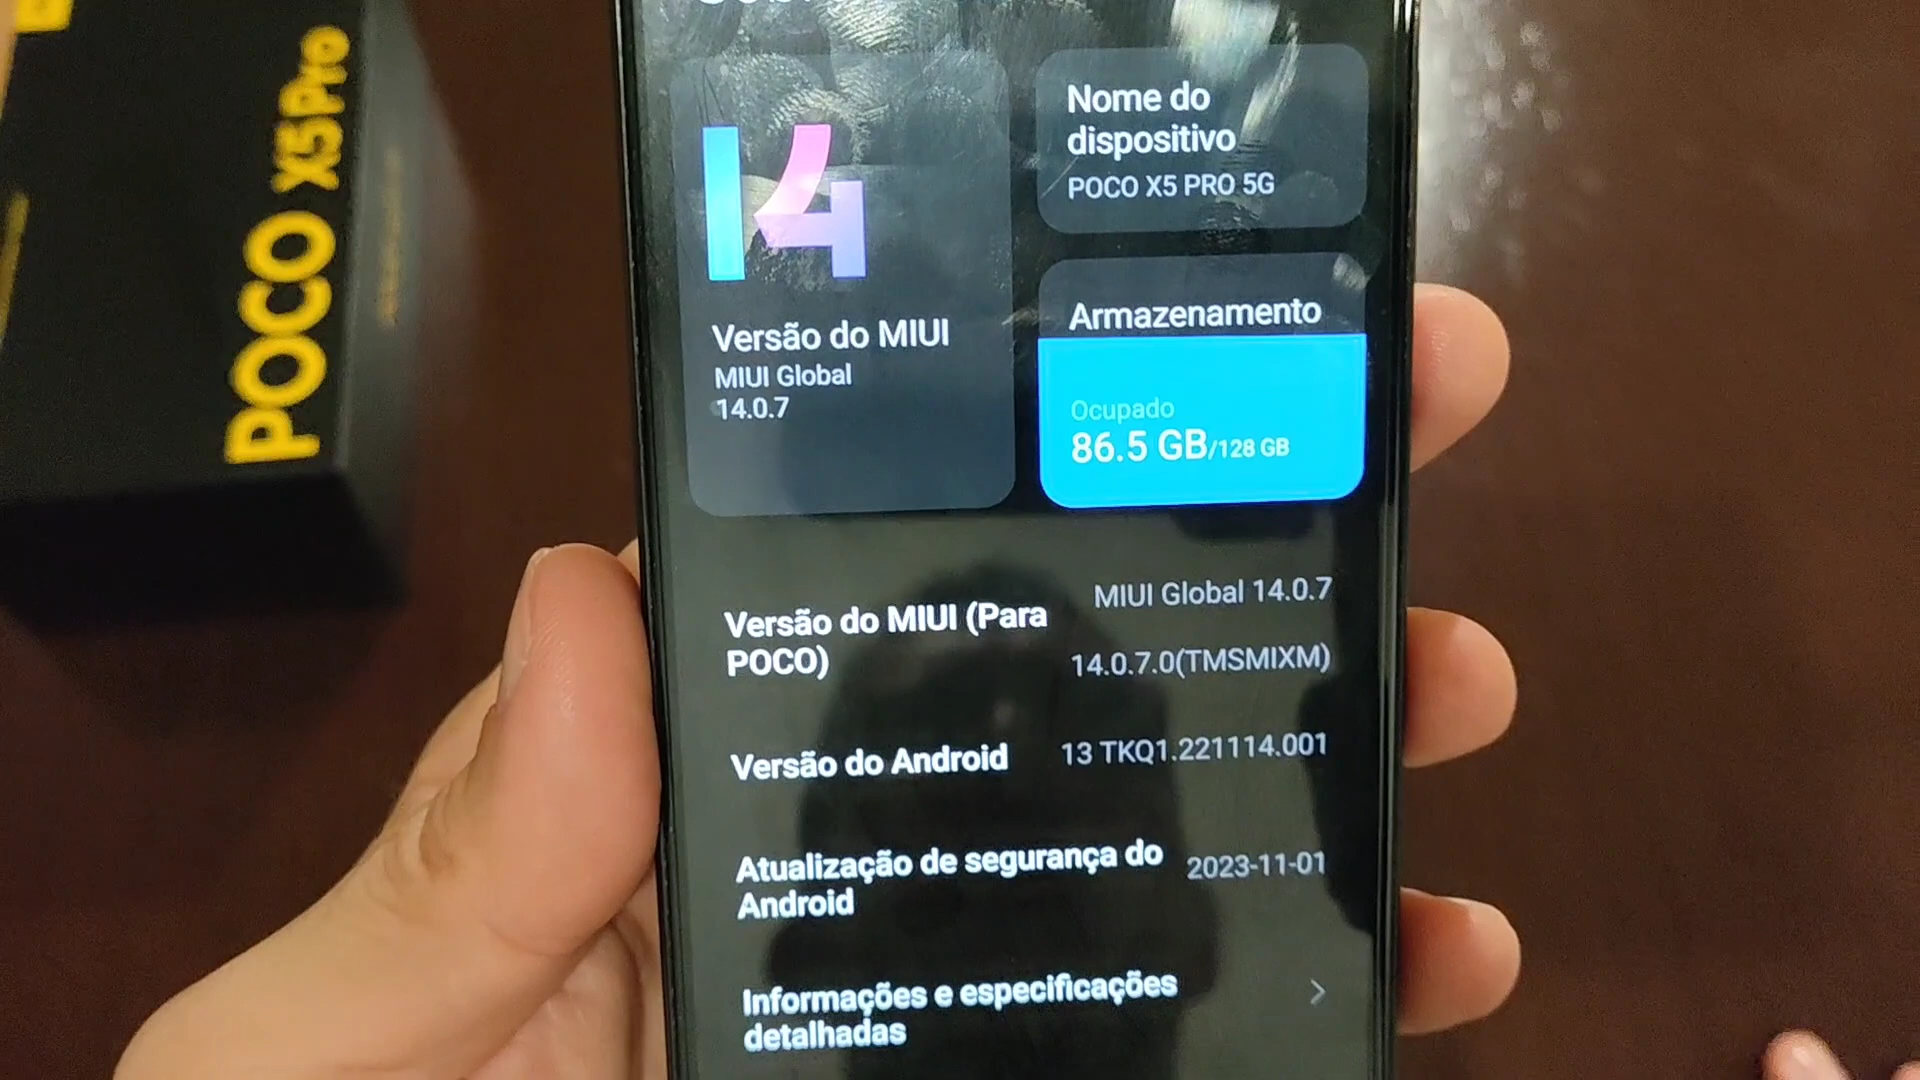 POCO X5 Pro
14
Versão do MIUI
MIUI Global
14.0.7
Nome do
dispositivo
POCO X5 PRO 5G
Armazenamento
Ocupado
86.5 GB/128 GB
Versão do MIUI (Para
POCO)
MIUI Global 14.0.7
14.0.7.0(TMSMIXM)
Versão do Android
13 TKQ1.221114.001
Atualização de segurança do
Android
2023-11-01
Informações e especificações
detalhadas